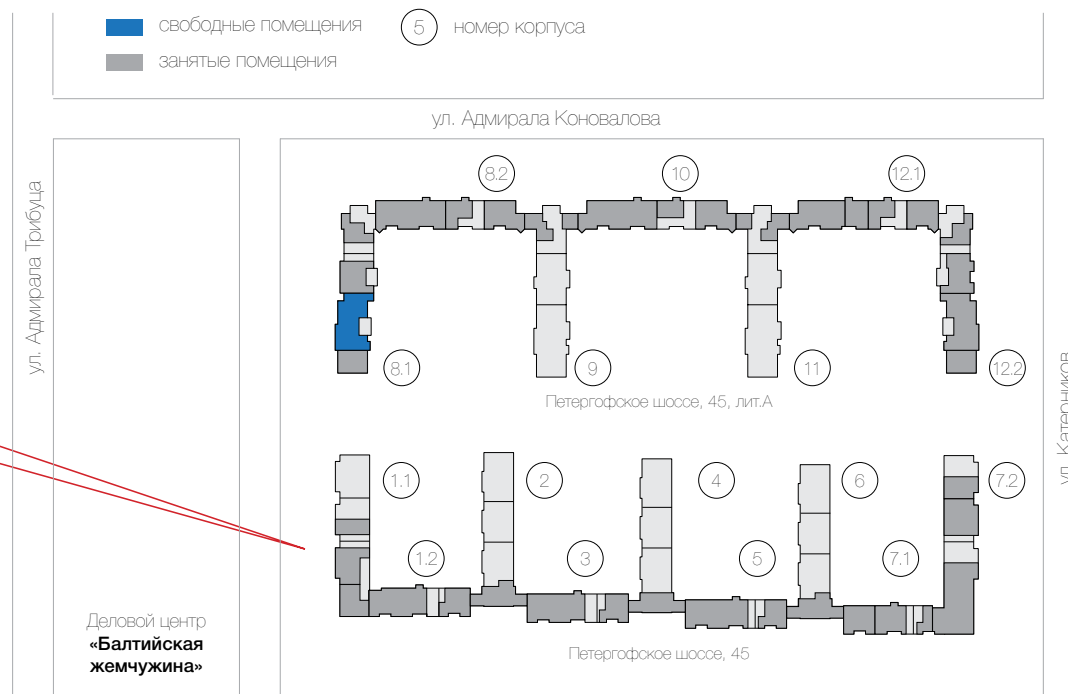 свободные помещения
5 номер корпуса
занятые помещения
ул. Адмирала Коновалова
ул. Адмирала Трибуца
8.2
10
12.1
8.1
9
11
12.2
Петергофское шоссе, 45, лит.А
ул. Катерников
1.1
2
4
6
7.2
1.2
3
5
7.1
Деловой центр
«Балтийская
жемчужина»
Петергофское шоссе, 45